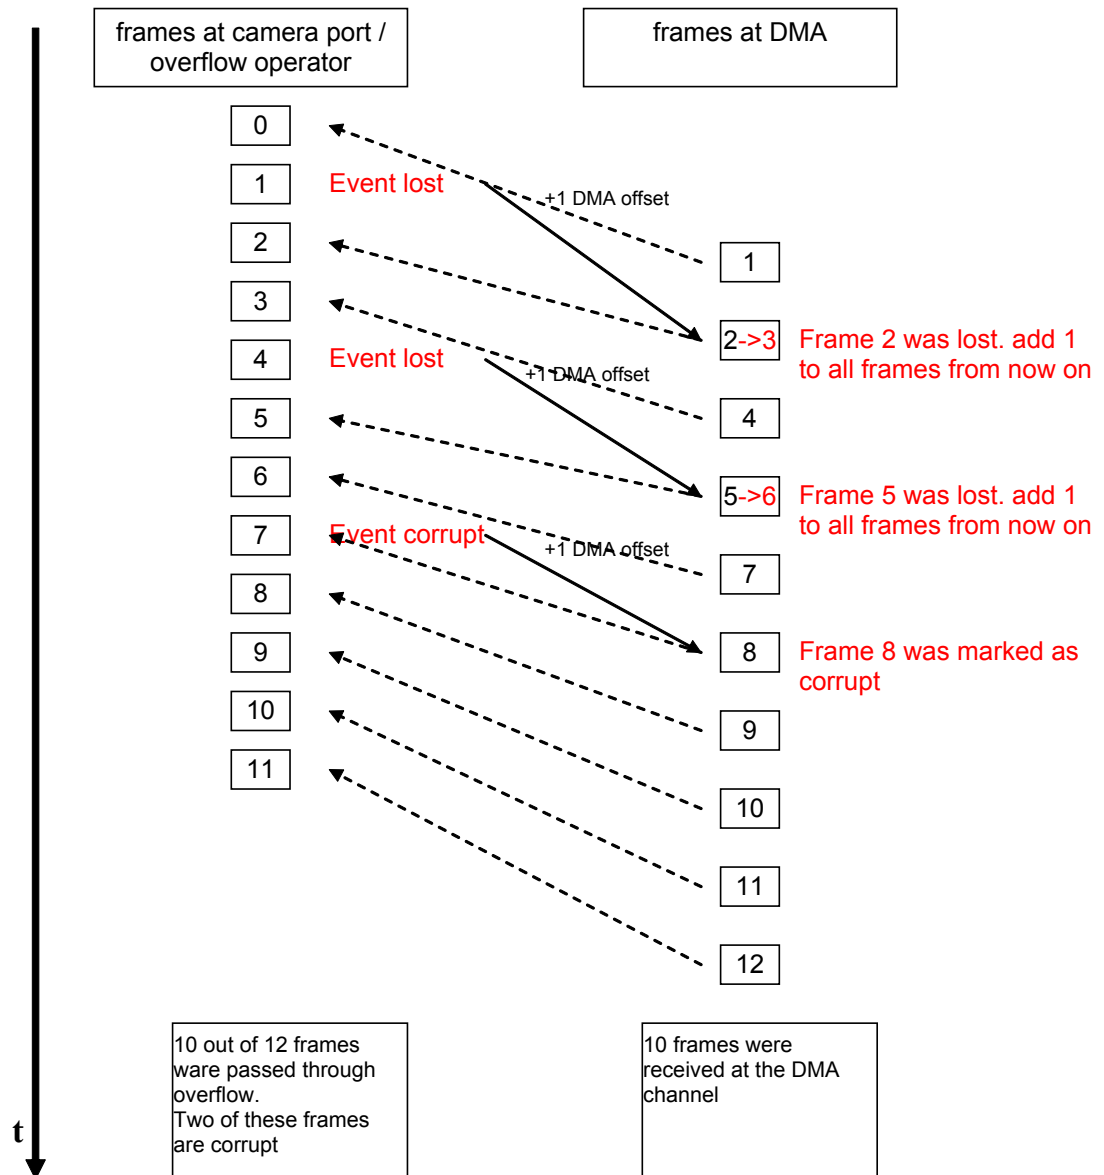 frames at camera port /
overflow operator
frames at DMA
0
1 Event lost
+1 DMA offset
2
1
3
2->3 Frame 2 was lost. add 1
to all frames from now on
4 Event lost
+1 DMA offset
5
4
6
5->6 Frame 5 was lost. add 1
to all frames from now on
7 Event corrupt
+1 DMA offset
8
7
9
8 Frame 8 was marked as
corrupt
10
9
11
10
11
12
10 out of 12 frames
ware passed through
overflow.
Two of these frames
are corrupt
10 frames were
received at the DMA
channel
t